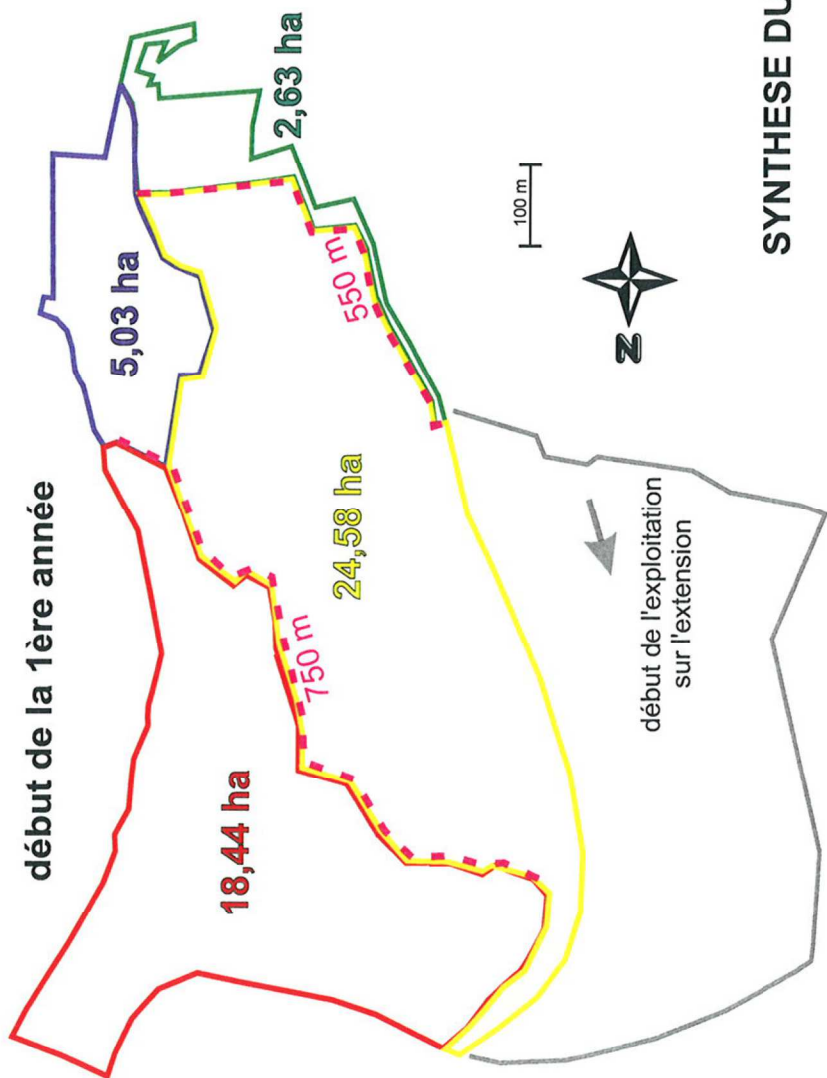 début de la 1ère année
2,63 ha
5,03 ha
100 m
550 m
N
24,58 ha
750 m
18,44 ha
début de l'exploitation
sur l'extension
SYNTHESE DU